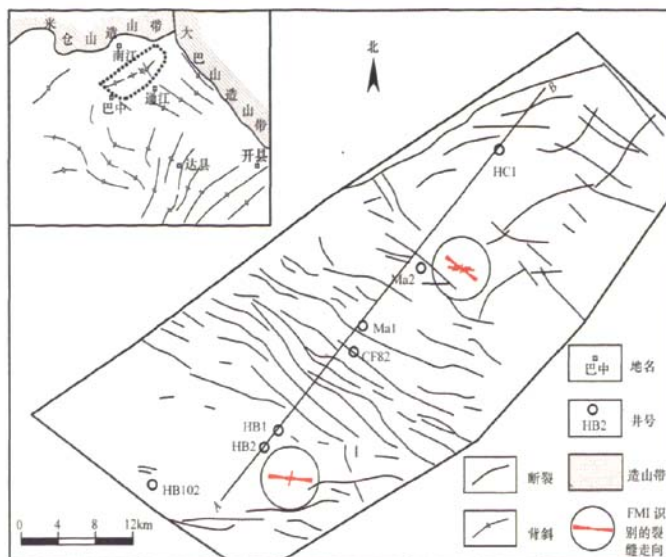 米仓山造山带
大巴山造山带
南江
巴中
通江
达县
开县
北
B
HC1
Ma2
Ma1
CF82
HB1
HB2
HB102
A
0 4 8 12km
巴中 地名
HB2 井号
断裂
造山带
背斜
FMI 识
别的裂
缝走向